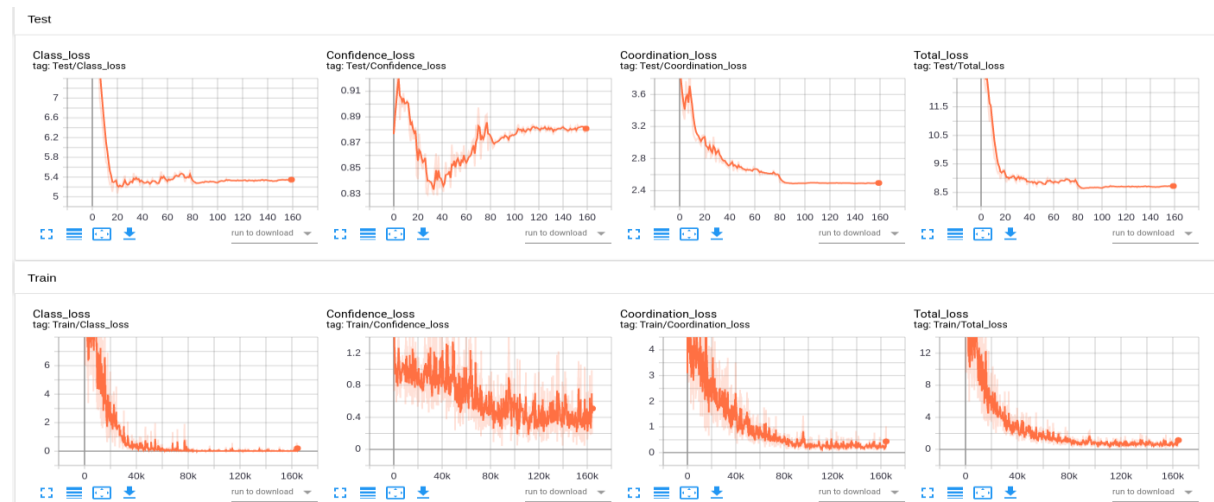 Test
Class_loss
tag: Test/Class_loss
7
6.6
6.2
5.8
5.4
5
0 20 40 60 80 100 120 140 160
run to download
Confidence_loss
tag: Test/Confidence_loss
0.91
0.89
0.87
0.85
0.83
0 20 40 60 80 100 120 140 160
run to download
Coordination_loss
tag: Test/Coordination_loss
3.6
3.2
2.8
2.4
0 20 40 60 80 100 120 140 160
run to download
Total_loss
tag: Test/Total_loss
11.5
10.5
9.5
8.5
0 20 40 60 80 100 120 140 160
run to download
Train
Class_loss
tag: Train/Class_loss
6
4
2
0
0 40k 80k 120k 160k
run to download
Confidence_loss
tag: Train/Confidence_loss
1.2
0.8
0.4
0
0 40k 80k 120k 160k
run to download
Coordination_loss
tag: Train/Coordination_loss
4
3
2
1
0
0 40k 80k 120k 160k
run to download
Total_loss
tag: Train/Total_loss
12
8
4
0
0 40k 80k 120k 160k
run to download